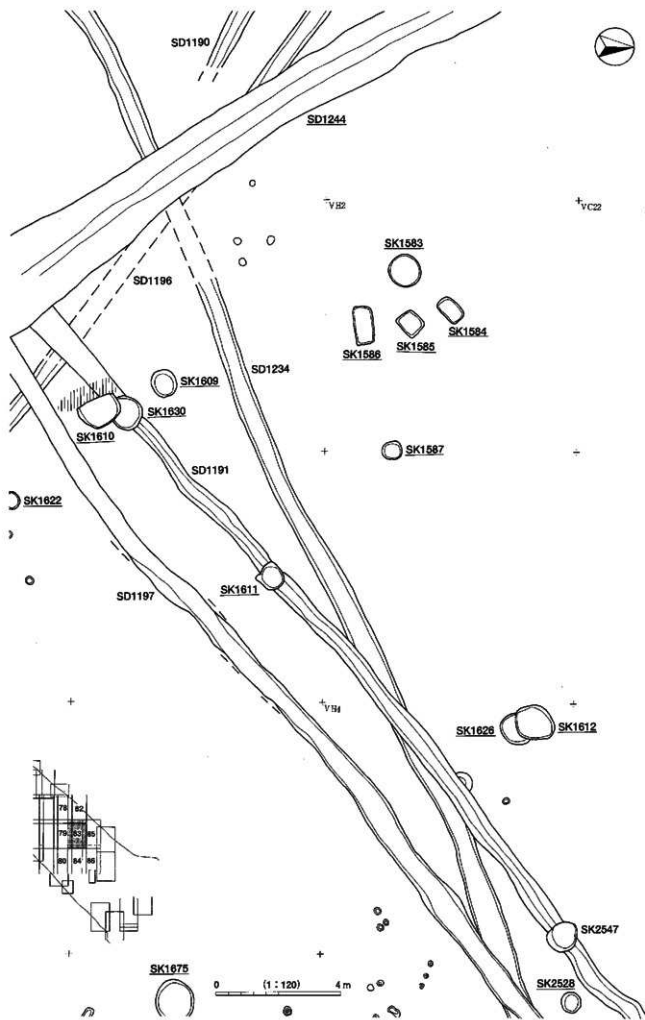 SD1190
SD1244
VH2
VC22
SK1583
SD1196
SK1584
SK1585
SK1586
SD1234
SK1609
SK1630
SK1610
SD1191
SK1587
SK1622
SK1611
SD1197
VH4
SK1626
SK1612
78 82
79 83 85
80 84 86
SK2547
SK1675
0 (1:120) 4 m
SK2528